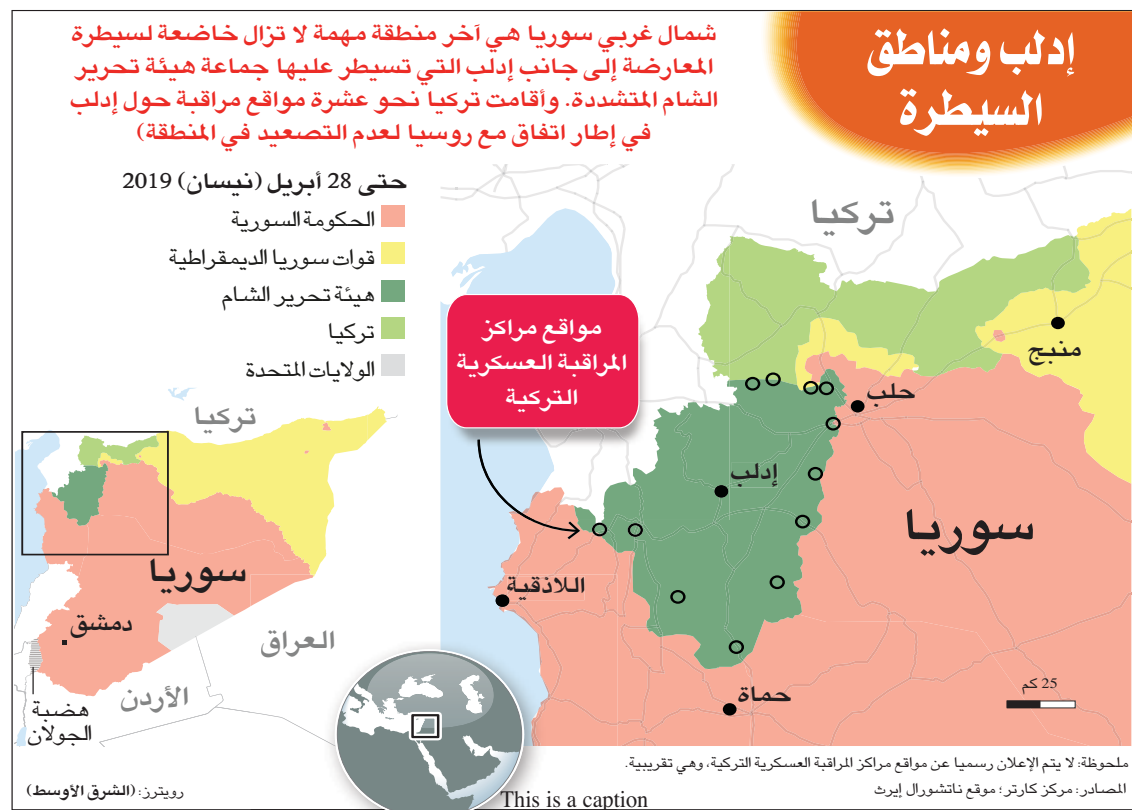 إدلب ومناطق
السيطرة
شمال غربي سوريا هي آخر منطقة مهمة لا تزال خاضعة لسيطرة
المعارضة إلى جانب إدلب التي تسيطر عليها جماعة هيئة تحرير
الشام المتشددة. وأقامت تركيا نحو عشرة مواقع مراقبة حول إدلب
في إطار اتفاق مع روسيا لعدم التصعيد في المنطقة)
حتى 28 أبريل (نيسان) 2019
الحكومة السورية
قوات سوريا الديمقراطية
هيئة تحرير الشام
تركيا
الولايات المتحدة
تركيا
مواقع مراكز
المراقبة العسكرية
التركية
منبج
حلب
إدلب
سوريا
اللاذقية
حماة
25 كم
تركيا
سوريا
دمشق
العراق
الأردن
هضبة
الجولان
ملحوظة: لا يتم الإعلان رسميا عن مواقع مراكز المراقبة العسكرية التركية، وهي تقريبية.
المصادر: مركز كارتر؛ موقع ناتشورال إيرث
رويترز: (الشرق الأوسط)
This is a caption